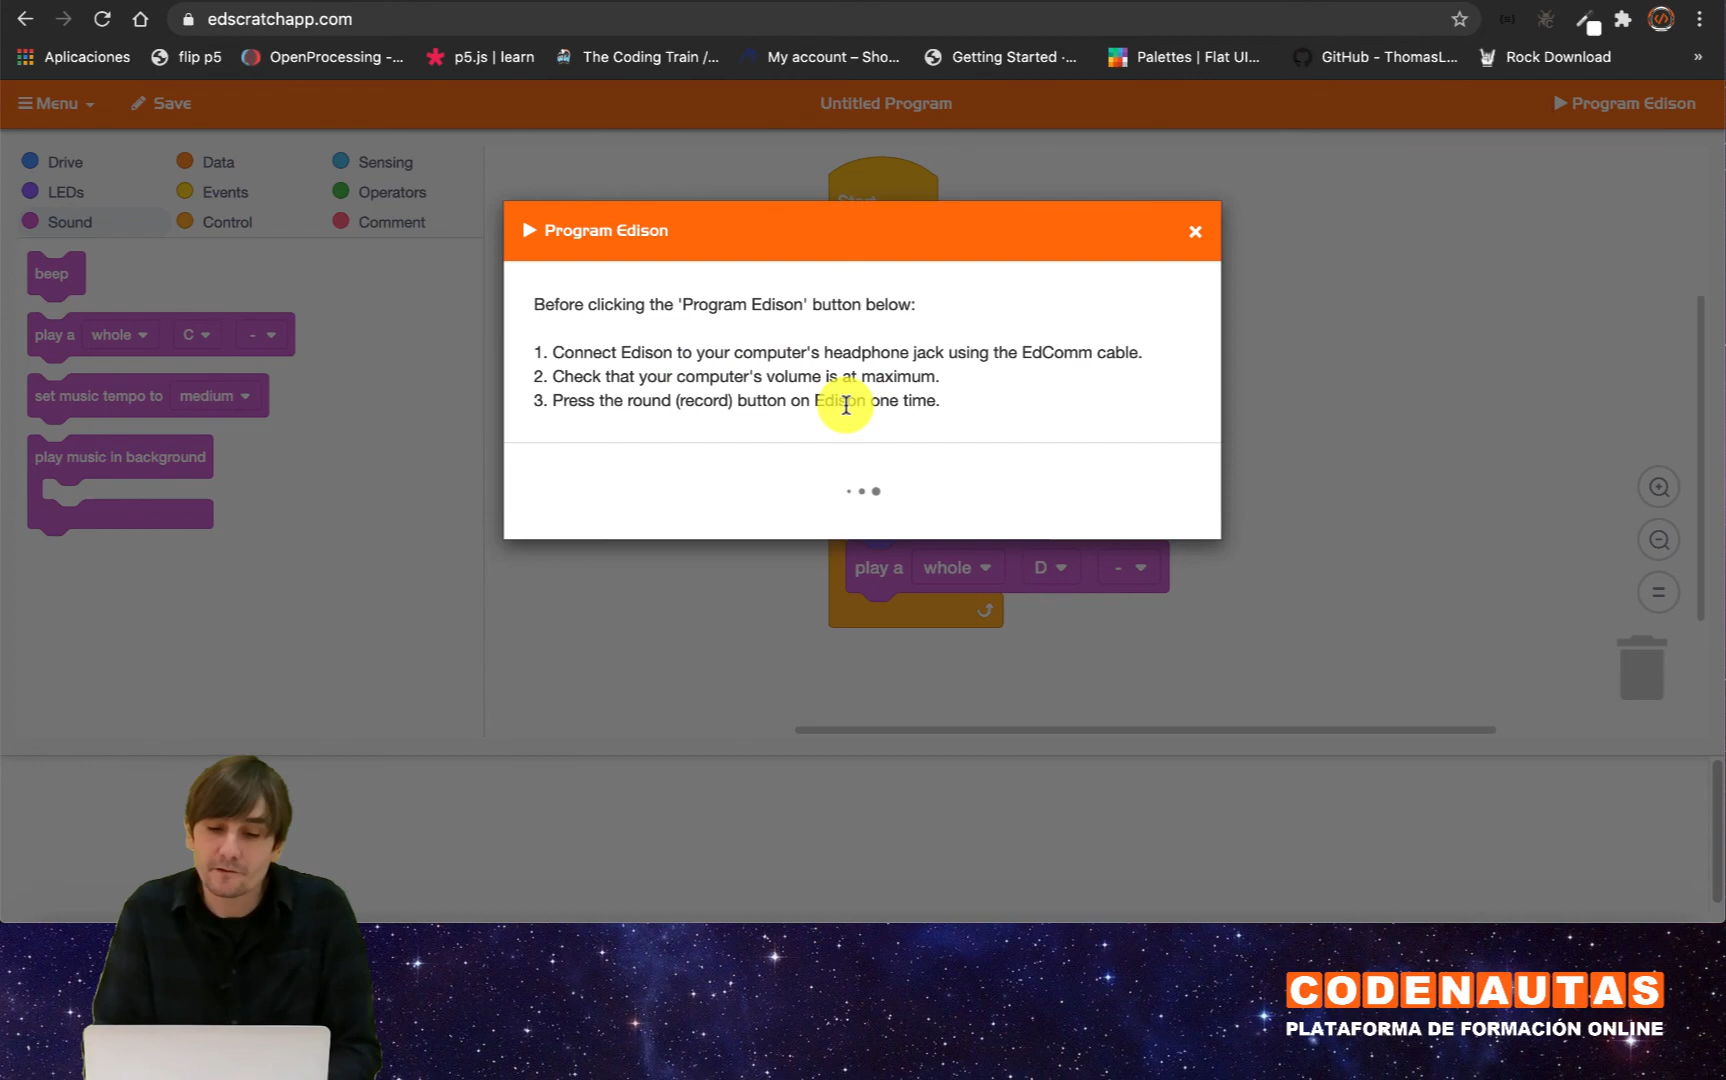 edscratchapp.com
Aplicaciones
flip p5
OpenProcessing -...
p5.js | learn
The Coding Train /...
My account – Sho...
Getting Started -...
Palettes | Flat UI...
GitHub - ThomasL...
Rock Download
»
Menu
Save
Untitled Program
Program Edison
Drive
Data
Sensing
LEDs
Events
Operators
Sound
Control
Comment
Start
beep
play a whole C -
set music tempo to medium
play music in background
Program Edison
Before clicking the 'Program Edison' button below:
1. Connect Edison to your computer's headphone jack using the EdComm cable.
2. Check that your computer's volume is at maximum.
3. Press the round (record) button on Edison one time.
play a whole D -
CODENAUTAS
PLATAFORMA DE FORMACIÓN ONLINE